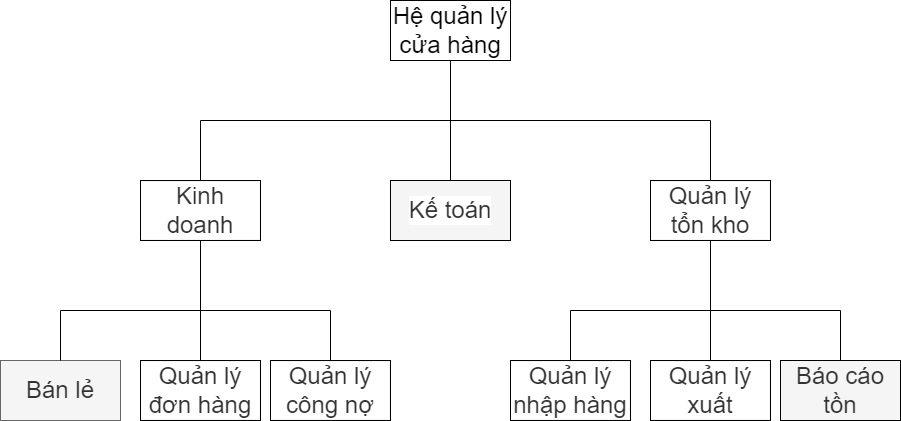 Hệ quản lý
cửa hàng
Kinh
doanh
Kế toán
Quản lý
tổn kho
Bán lẻ
Quản lý
đơn hàng
Quản lý
công nợ
Quản lý
nhập hàng
Quản lý
xuất
Báo cáo
tồn